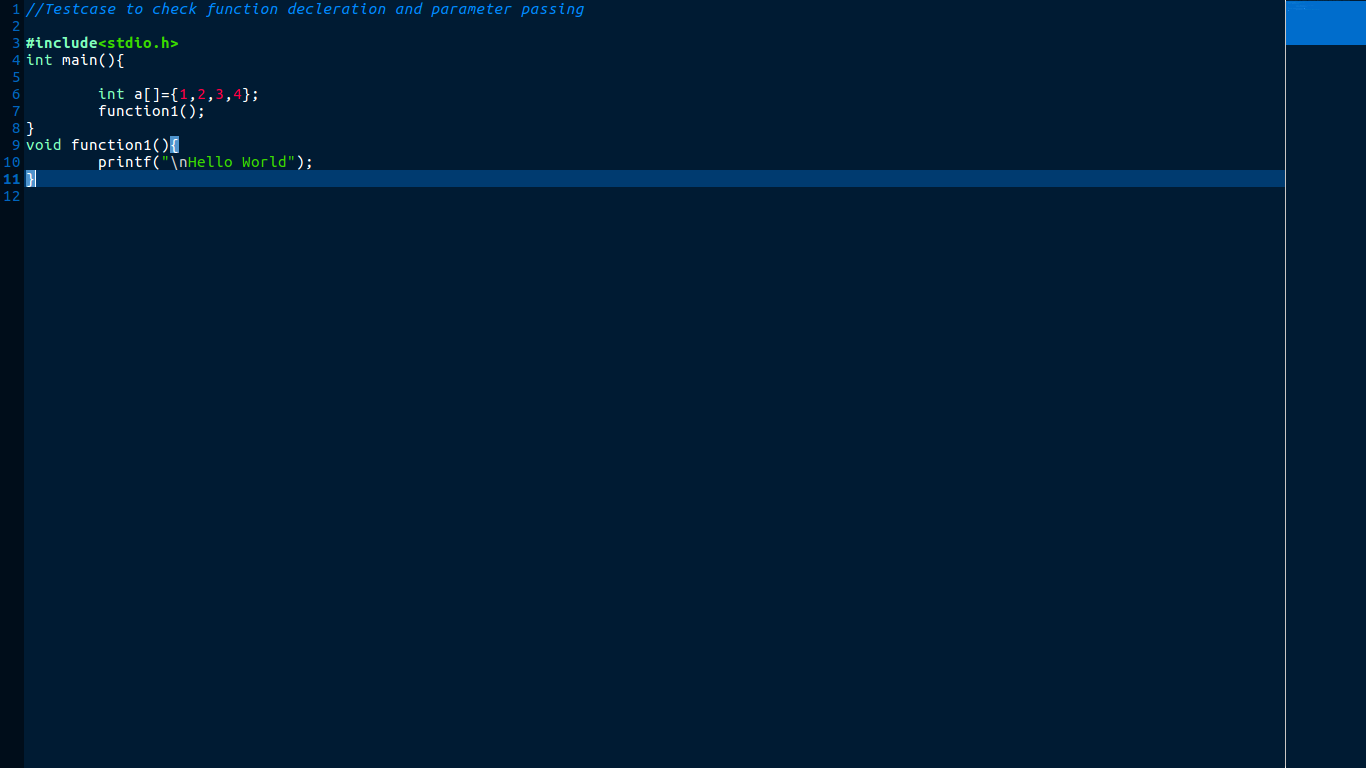 1 //Testcase to check function decleration and parameter passing
2
3 #include<stdio.h>
4 int main(){
5
6         int a[]={1,2,3,4};
7         function1();
8 }
9 void function1(){
10         printf("\nHello World");
11 }
12